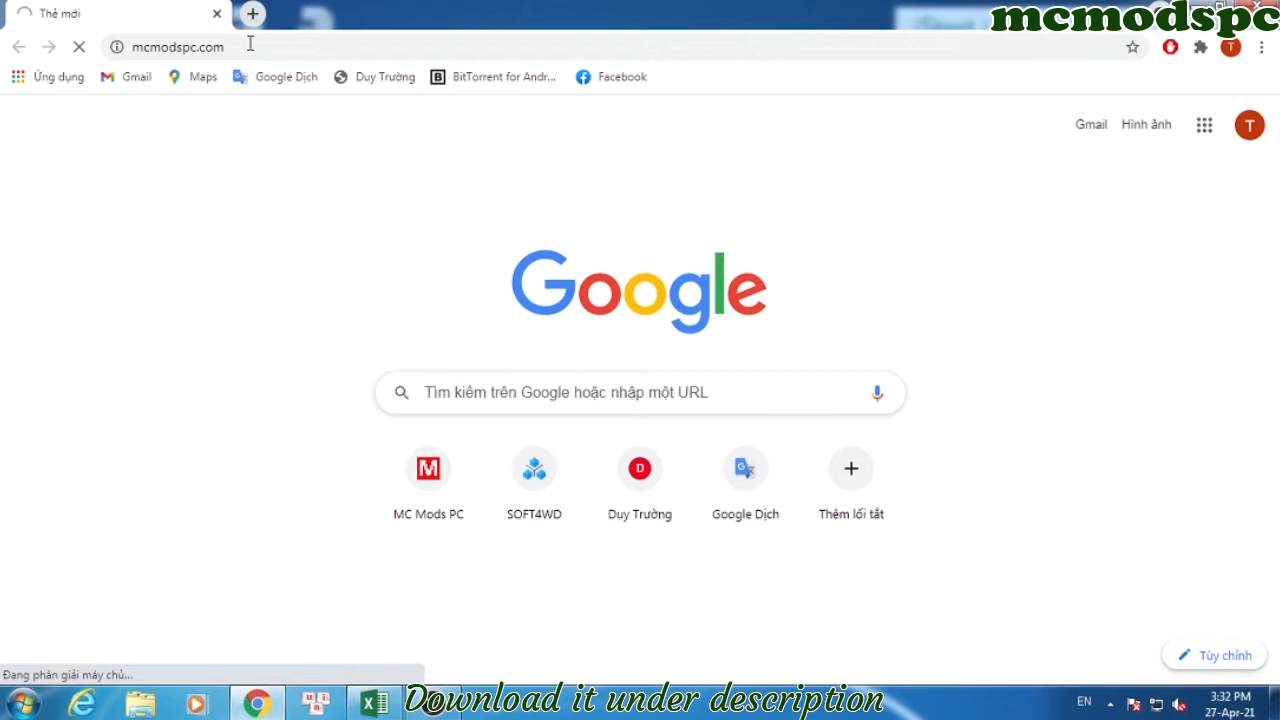 Thẻ mới
mcmodspc
mcmodspc.com
T
Ứng dụng
Gmail
Maps
Google Dịch
Duy Trường
B
BitTorrent for Andr...
Facebook
Gmail
Hình ảnh
T
Google
Tìm kiếm trên Google hoặc nhập một URL
M
D
G
MC Mods PC
SOFT4WD
Duy Trường
Google Dịch
Thêm lối tắt
Tùy chỉnh
Đang phân giải máy chủ...
Download it under description
EN
3:32 PM
27-Apr-21